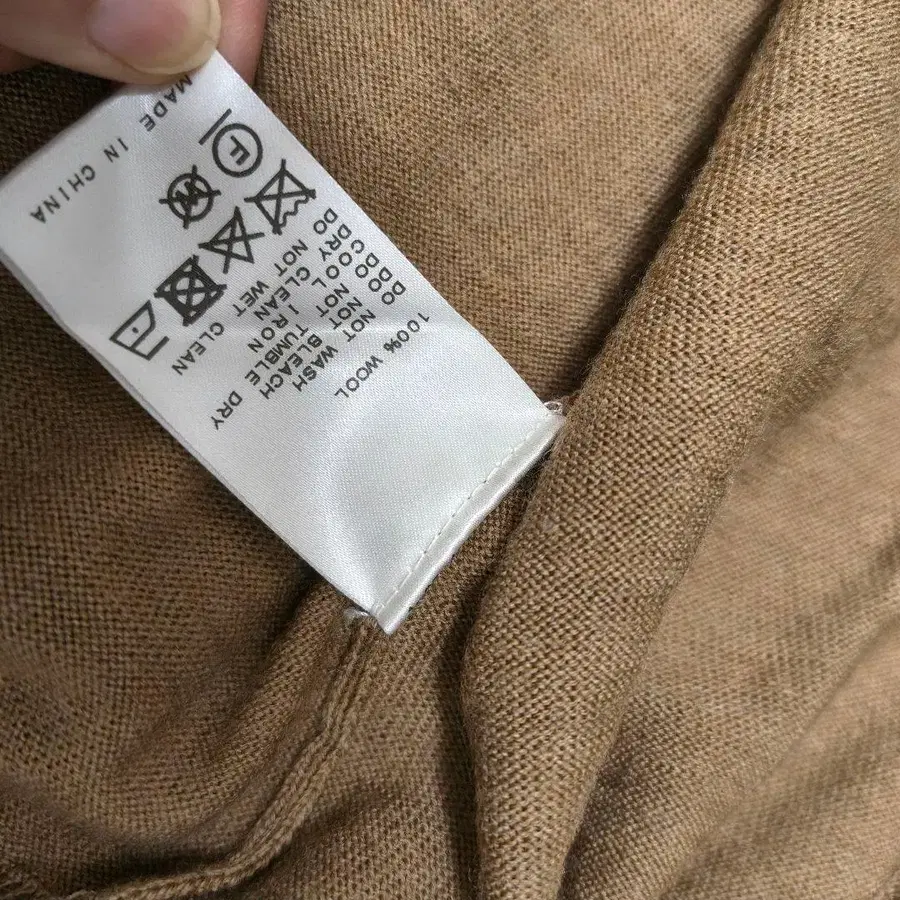 100% WOOL
DO NOT WASH
DO NOT BLEACH
DO NOT TUMBLE DRY
COOL IRON
DRY CLEAN
DO NOT WET CLEAN
F
W
MADE IN CHINA